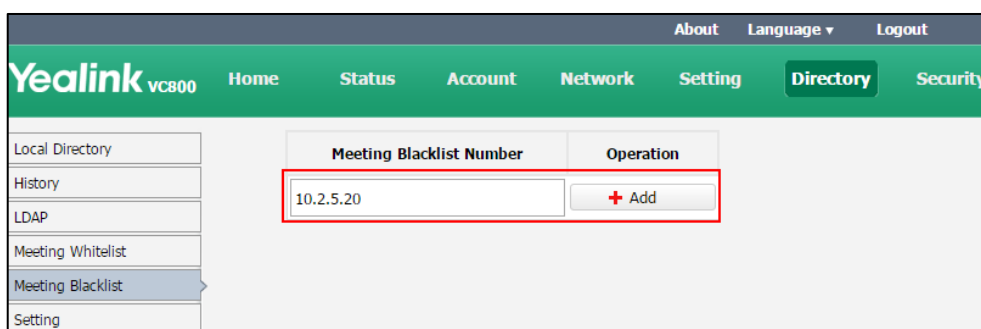 About Language ▾ Logout
Yealink VC800 Home Status Account Network Setting Directory Security
Local Directory
Meeting Blacklist Number Operation
History
10.2.5.20 + Add
LDAP
Meeting Whitelist
Meeting Blacklist
Setting